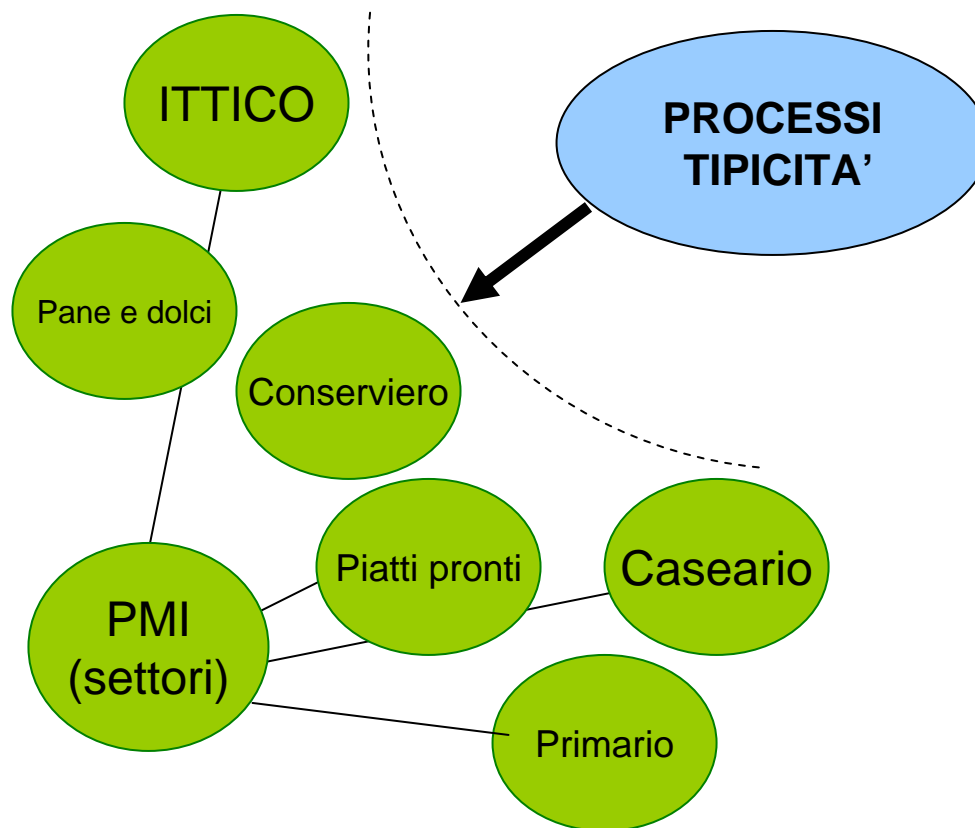 ITTICO
PROCESSI
TIPICITA’
Pane e dolci
Conserviero
Piatti pronti
Caseario
PMI
(settori)
Primario